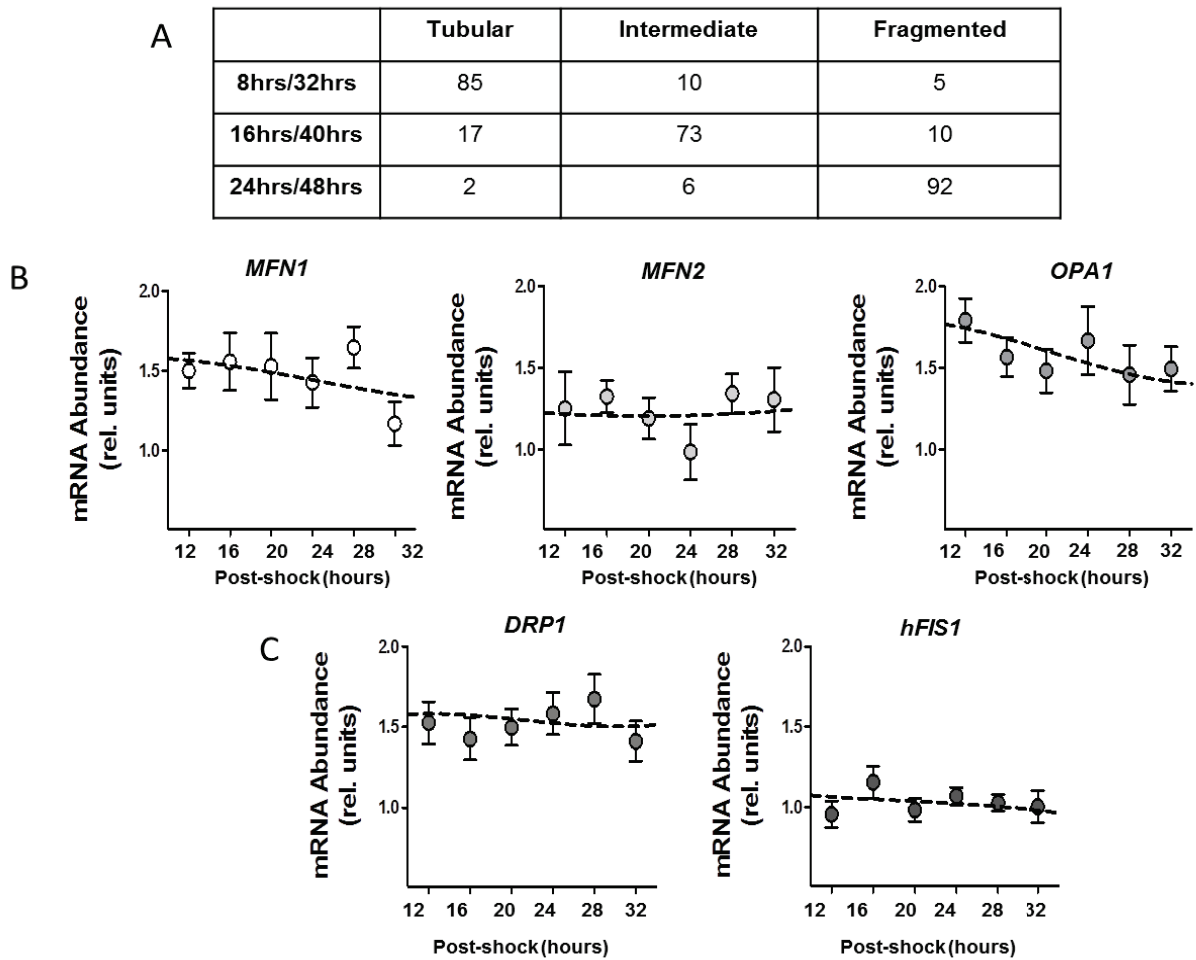 A
Tubular Intermediate Fragmented
8hrs/32hrs 85 10 5
16hrs/40hrs 17 73 10
24hrs/48hrs 2 6 92
B
MFN1
mRNA Abundance
(rel. units)
2.0
1.5
1.0
12 16 20 24 28 32
Post-shock (hours)
MFN2
mRNA Abundance
(rel. units)
2.0
1.5
1.0
12 16 20 24 28 32
Post-shock (hours)
OPA1
mRNA Abundance
(rel. units)
2.0
1.5
1.0
12 16 20 24 28 32
Post-shock (hours)
C
DRP1
mRNA Abundance
(rel. units)
2.0
1.5
1.0
12 16 20 24 28 32
Post-shock (hours)
hFIS1
mRNA Abundance
(rel. units)
2.0
1.5
1.0
12 16 20 24 28 32
Post-shock (hours)